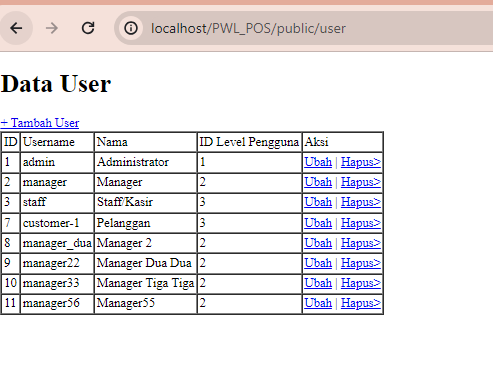 localhost/PWL_POS/public/user
Data User
+ Tambah User
ID Username Nama ID Level Pengguna Aksi
1 admin Administrator 1 Ubah | Hapus>
2 manager Manager 2 Ubah | Hapus>
3 staff Staff/Kasir 3 Ubah | Hapus>
7 customer-1 Pelanggan 3 Ubah | Hapus>
8 manager_dua Manager 2 2 Ubah | Hapus>
9 manager22 Manager Dua Dua 2 Ubah | Hapus>
10 manager33 Manager Tiga Tiga 2 Ubah | Hapus>
11 manager56 Manager55 2 Ubah | Hapus>